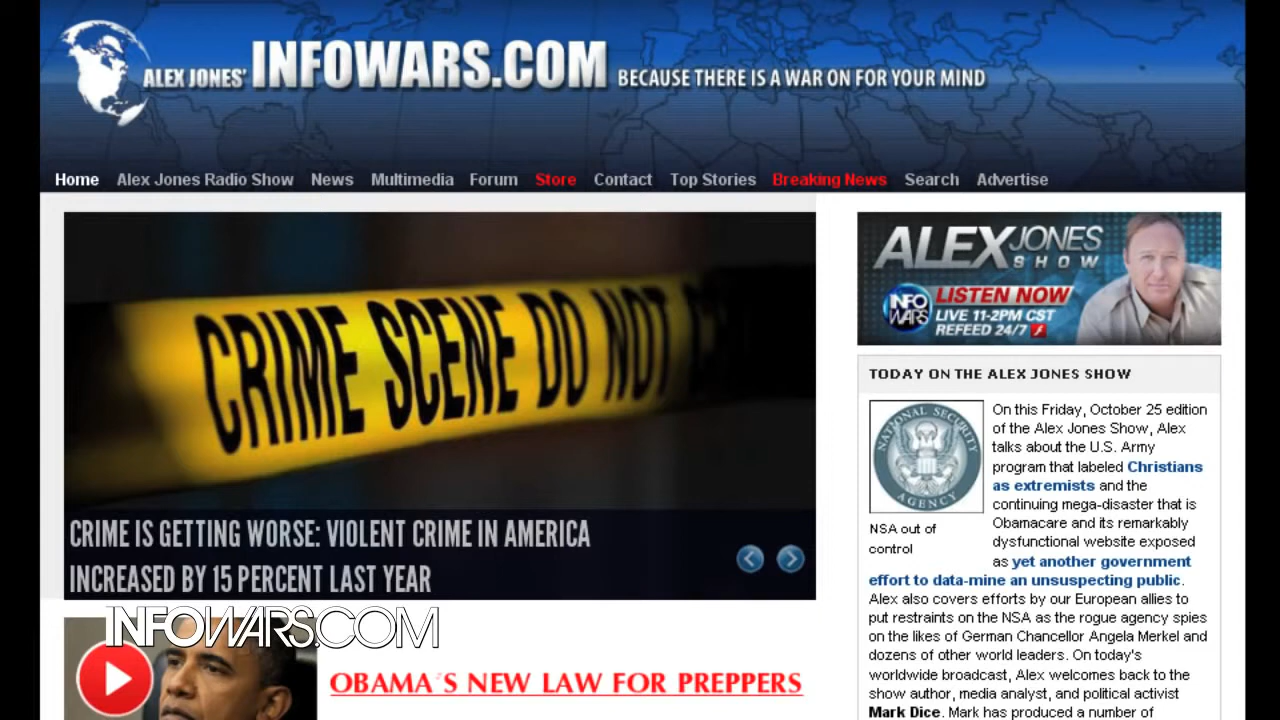 ALEX JONES' INFOWARS.COM BECAUSE THERE IS A WAR ON FOR YOUR MIND
Home Alex Jones Radio Show News Multimedia Forum Store Contact Top Stories Breaking News Search Advertise
CRIME SCENE DO NOT
CRIME IS GETTING WORSE: VIOLENT CRIME IN AMERICA
INCREASED BY 15 PERCENT LAST YEAR
INFOWARS.COM
OBAMA'S NEW LAW FOR PREPPERS
ALEX JONES
SHOW
INFO
WARS
LISTEN NOW
LIVE 11-2PM CST
REFEED 24/7
TODAY ON THE ALEX JONES SHOW
NATIONAL SECURITY
AGENCY
NSA out of
control
On this Friday, October 25 edition
of the Alex Jones Show, Alex
talks about the U.S. Army
program that labeled Christians
as extremists and the
continuing mega-disaster that is
Obamacare and its remarkably
dysfunctional website exposed
as yet another government
effort to data-mine an unsuspecting public.
Alex also covers efforts by our European allies to
put restraints on the NSA as the rogue agency spies
on the likes of German Chancellor Angela Merkel and
dozens of other world leaders. On today's
worldwide broadcast, Alex welcomes back to the
show author, media analyst, and political activist
Mark Dice. Mark has produced a number of